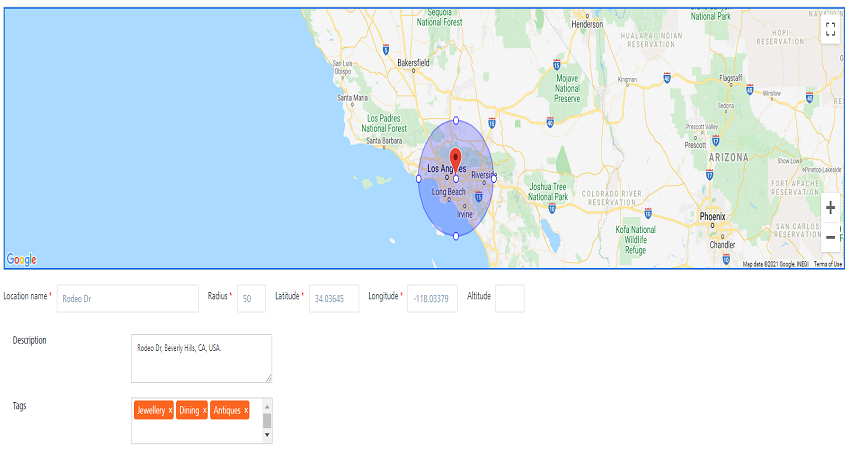 Sequoia
National Forest
National Park
Henderson
HUALAPAI INDIAN
RESERVATION
HOPI
RESERVATION
San Luis
Obispo
Bakersfield
Mojave
National
Preserve
Kingman
Flagstaff
Winslow
Santa Maria
Sedona
Los Padres
National Forest
Santa Barbara
Prescott Valley
Prescott
ARIZONA
Show Low
Pinetop-Lakeside
Los Angeles
Riverside
Long Beach
Irvine
Joshua Tree
National Park
COLORADO RIVER
RESERVATION
FORT APACHE
RESERVATION
Kofa National
Wildlife
Refuge
Phoenix
Chandler
SAN CARLOS
RESERVATION
Google
Map data ©2021 Google, INEGI Terms of Use
Location name * Rodeo Dr Radius * 50 Latitude * 34.03645 Longitude * -118.03379 Altitude
Description
Rodeo Dr, Beverly Hills, CA, USA.
Tags
Jewellery × Dining × Antiques ×